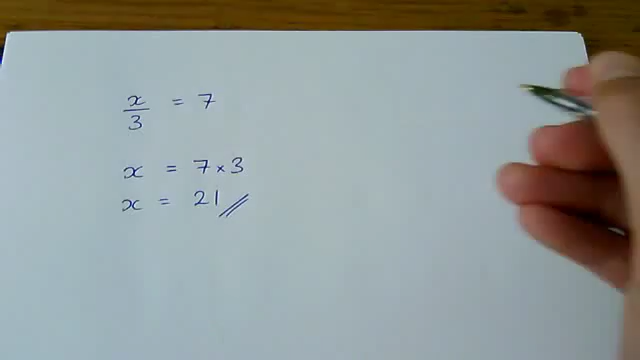 x/3 = 7
x = 7 × 3
x = 21